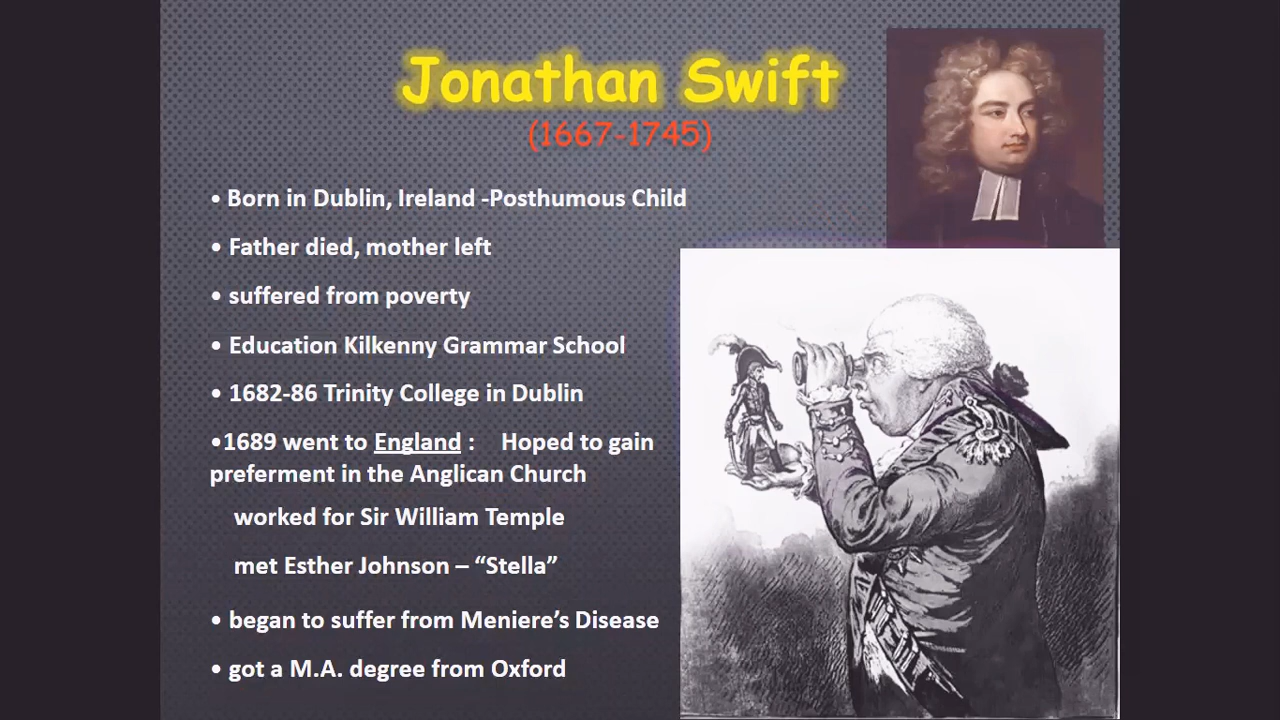 Jonathan Swift
(1667-1745)
• Born in Dublin, Ireland -Posthumous Child
• Father died, mother left
• suffered from poverty
• Education Kilkenny Grammar School
• 1682-86 Trinity College in Dublin
•1689 went to England : Hoped to gain
preferment in the Anglican Church
worked for Sir William Temple
met Esther Johnson – “Stella”
• began to suffer from Meniere’s Disease
• got a M.A. degree from Oxford